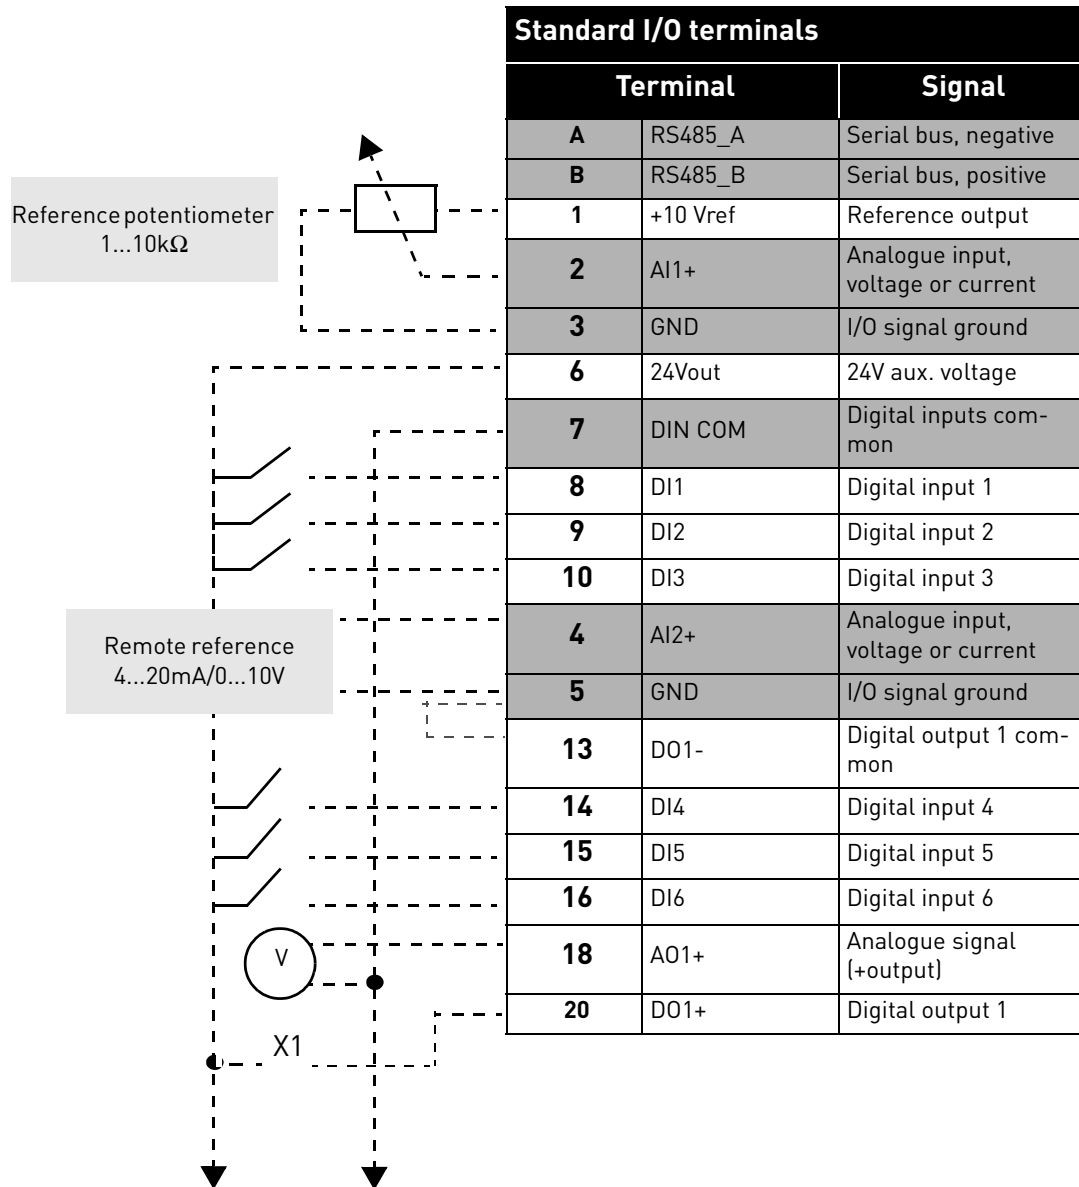 Standard I/O terminals
Terminal Signal
A RS485_A Serial bus, negative
B RS485_B Serial bus, positive
Reference potentiometer
1...10kΩ
1 +10 Vref Reference output
2 AI1+ Analogue input,
voltage or current
3 GND I/O signal ground
6 24Vout 24V aux. voltage
7 DIN COM Digital inputs com-
mon
8 DI1 Digital input 1
9 DI2 Digital input 2
10 DI3 Digital input 3
Remote reference
4...20mA/0...10V
4 AI2+ Analogue input,
voltage or current
5 GND I/O signal ground
13 DO1- Digital output 1 com-
mon
14 DI4 Digital input 4
15 DI5 Digital input 5
16 DI6 Digital input 6
V
18 AO1+ Analogue signal
(+output)
20 DO1+ Digital output 1
X1